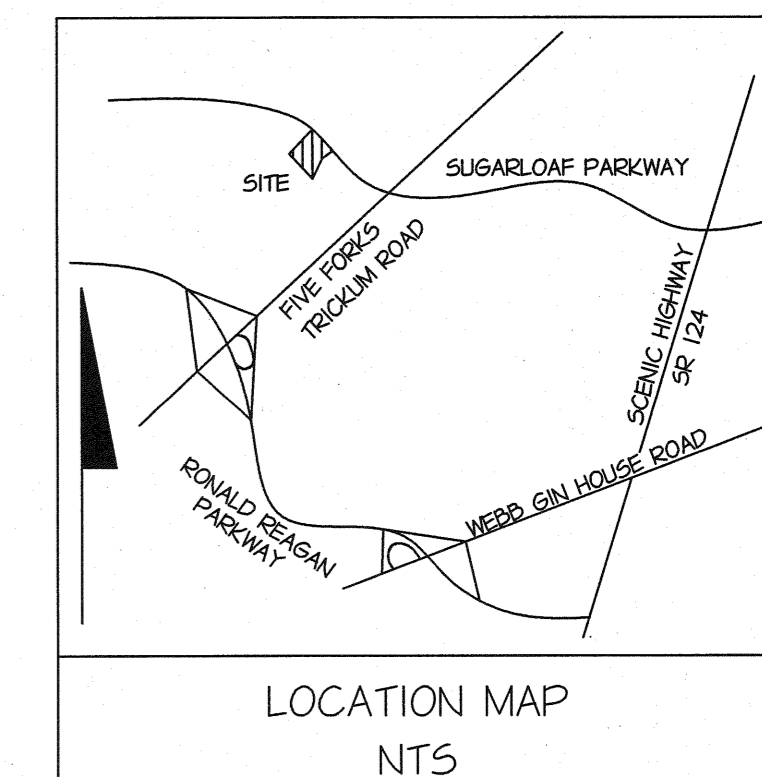 SUGARLOAF PARKWAY
SITE
FIVE FORKS
TRICKUM ROAD
SCENIC HIGHWAY
SR 124
RONALD REAGAN
PARKWAY
WEBB GIN HOUSE ROAD
LOCATION MAP
NTS